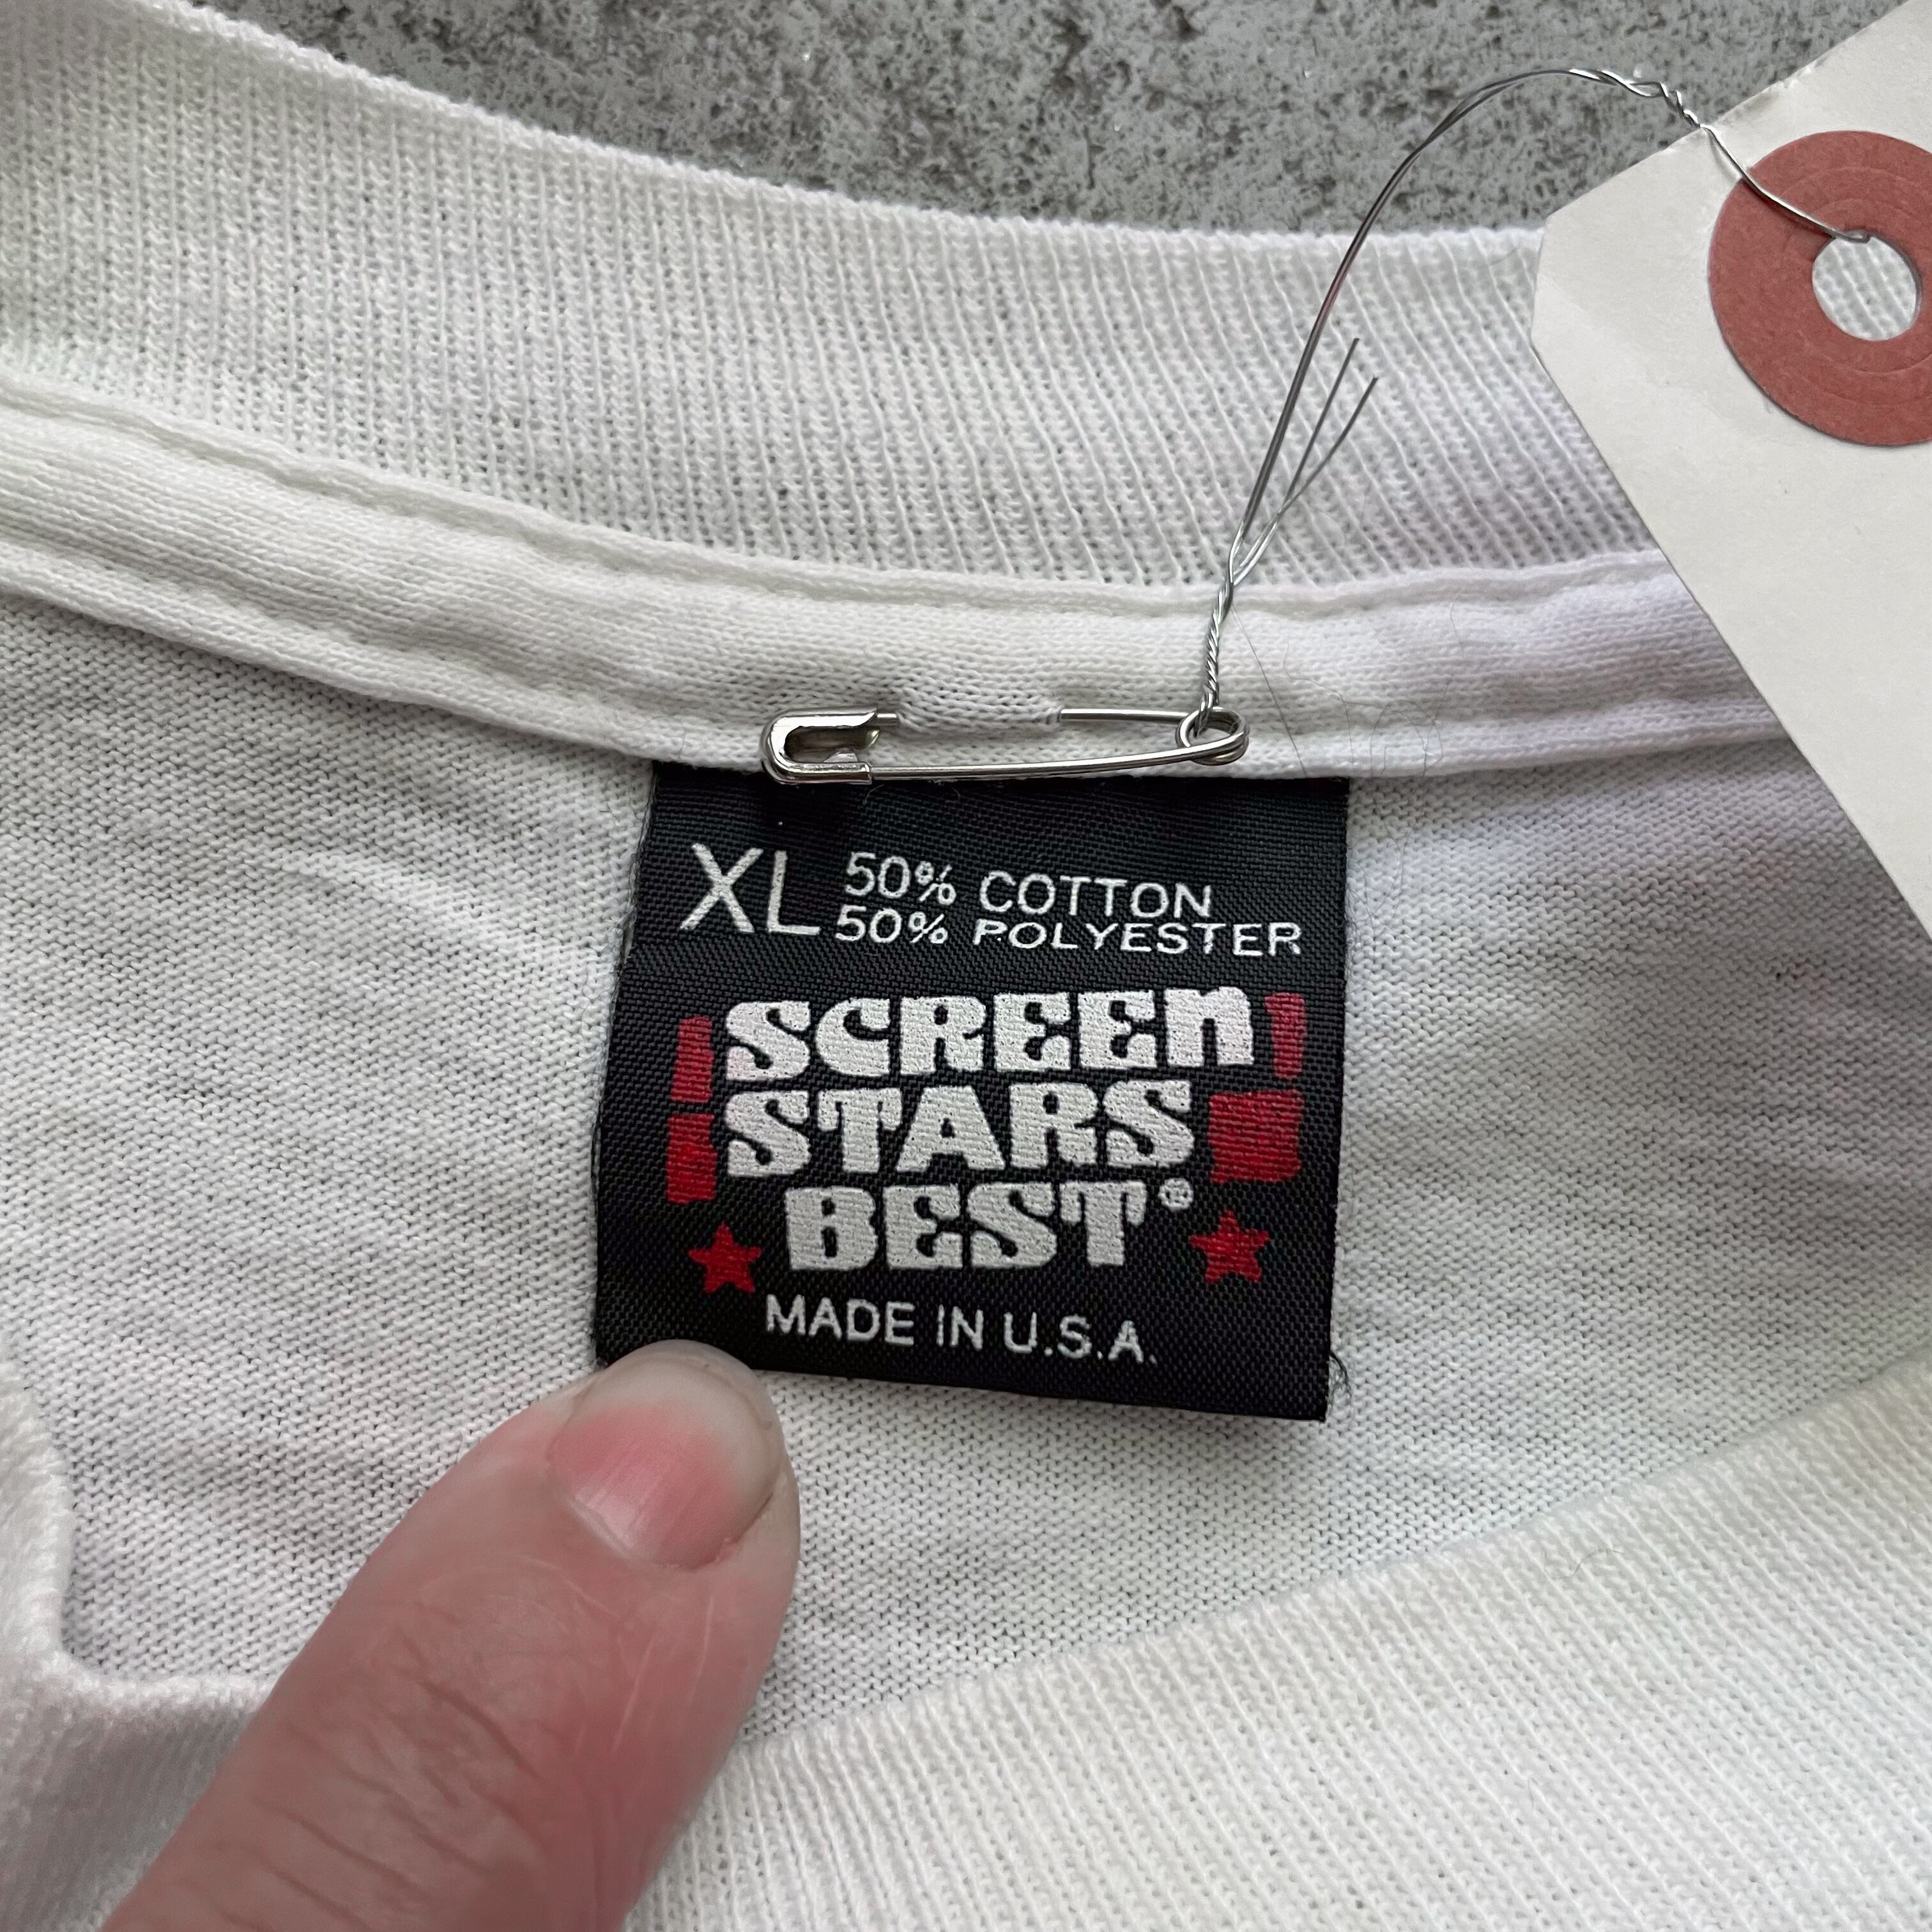 XL 50% COTTON
50% POLYESTER
SCREEn
STARS
BEST®
MADE IN U.S.A.